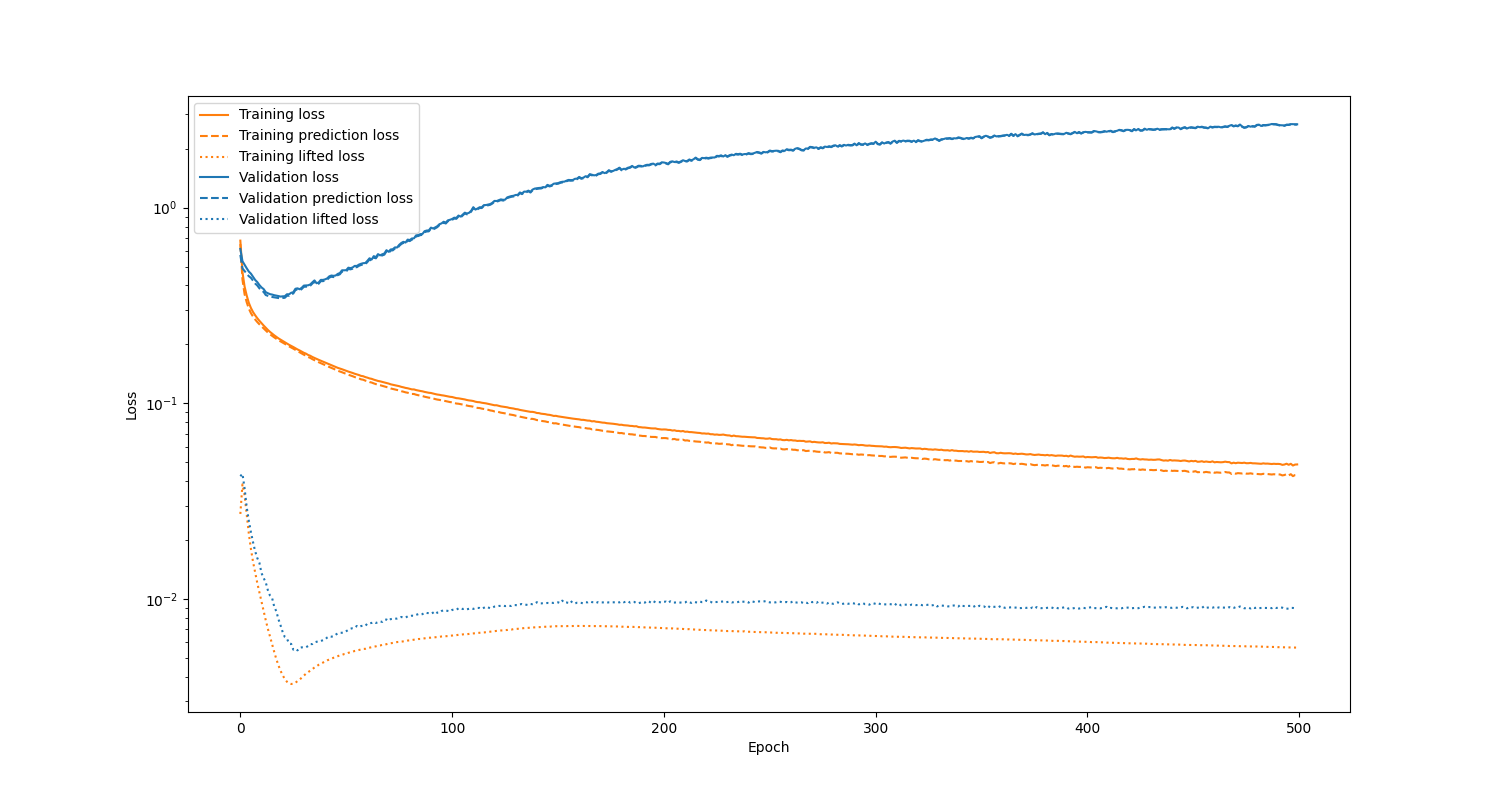 Training loss
Training prediction loss
Training lifted loss
Validation loss
Validation prediction loss
Validation lifted loss
10⁰
10⁻¹
10⁻²
Loss
0 100 200 300 400 500
Epoch